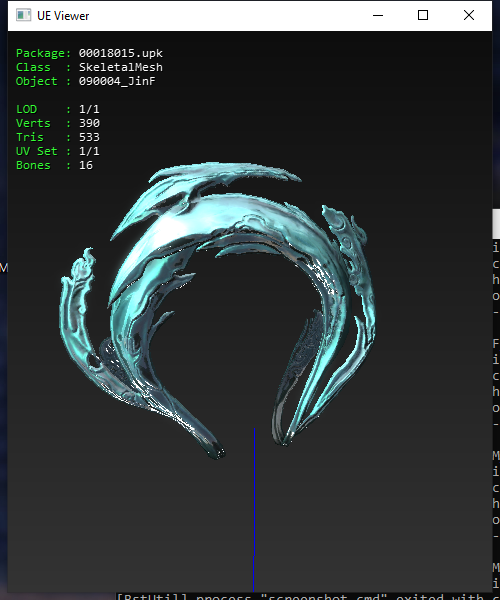 UE Viewer
Package: 00018015.upk
Class : SkeletalMesh
Object : 090004_JinF
LOD : 1/1
Verts : 390
Tris : 533
UV Set : 1/1
Bones : 16
M
i
c
h
o
-
F
i
c
h
o
-
M
i
c
h
o
-
M
i
[BstUtil] process "screenshot.cmd" exited with c